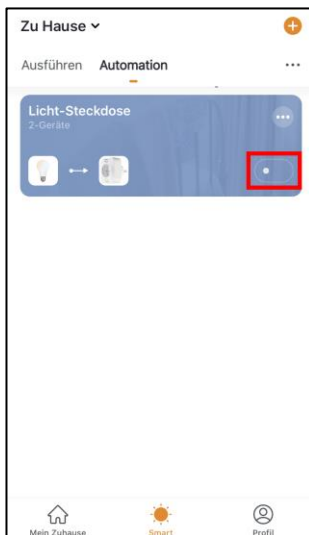 Zu Hause
Ausführen Automation
Licht-Steckdose
2-Geräte
Mein Zuhause Smart Profil